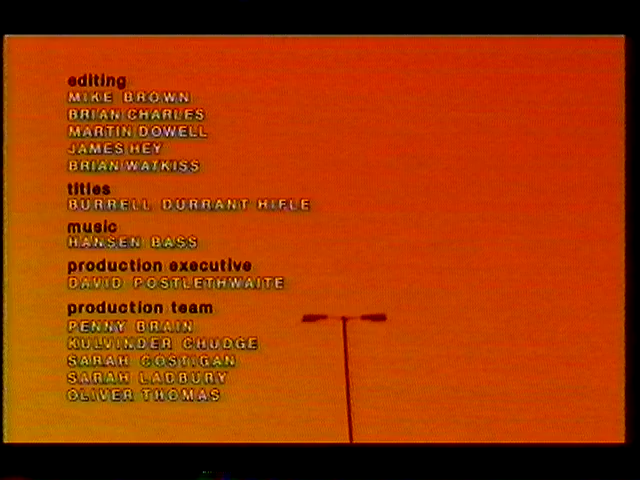 editing
MIKE BROWN
BRIAN CHARLES
MARTIN DOWELL
JAMES HEY
BRIAN WATKISS
titles
BURRELL DURRANT HIFLE
music
HANSEN BASS
production executive
DAVID POSTLETHWAITE
production team
PENNY BRAIN
KULVINDER CHUDGE
SARAH COSTIGAN
SARAH LADBURY
OLIVER THOMAS